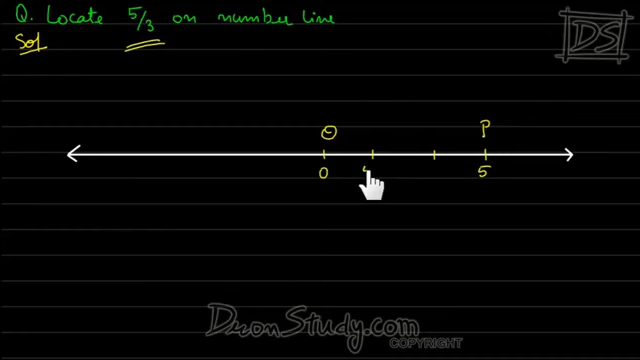 Q. Locate 5/3 on number line
Sol
DS
O P
0 5
DronStudy.com
COPYRIGHT